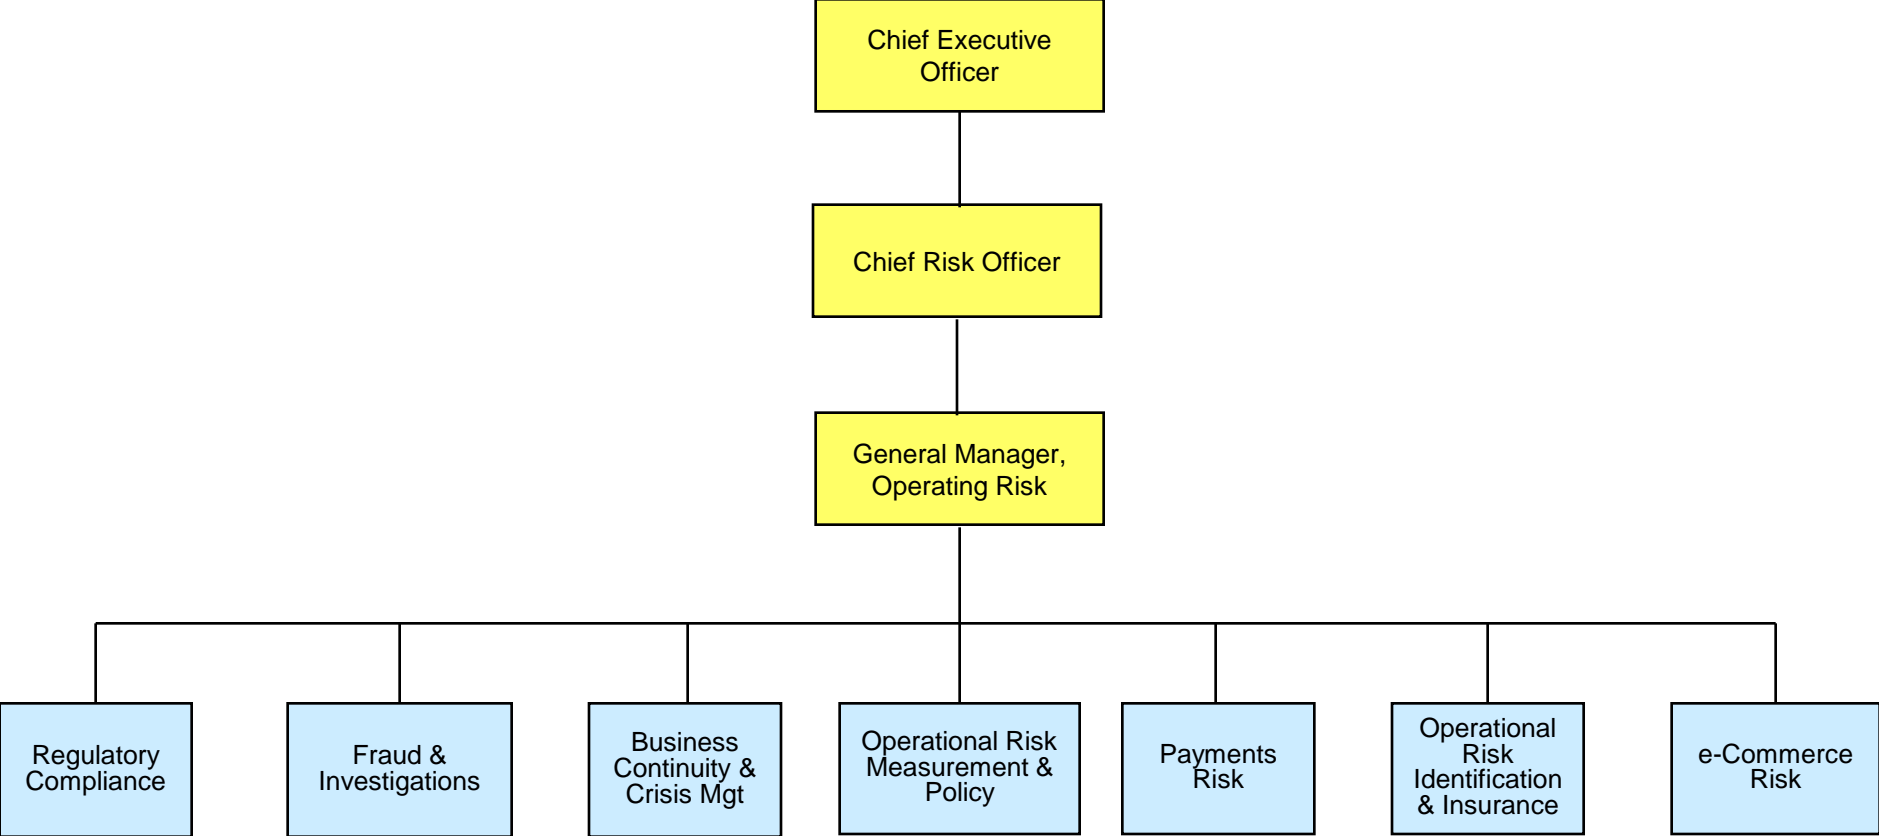 Chief Executive
Officer
Chief Risk Officer
General Manager,
Operating Risk
Regulatory
Compliance
Fraud &
Investigations
Business
Continuity &
Crisis Mgt
Operational Risk
Measurement &
Policy
Payments
Risk
Operational
Risk
Identification
& Insurance
e-Commerce
Risk